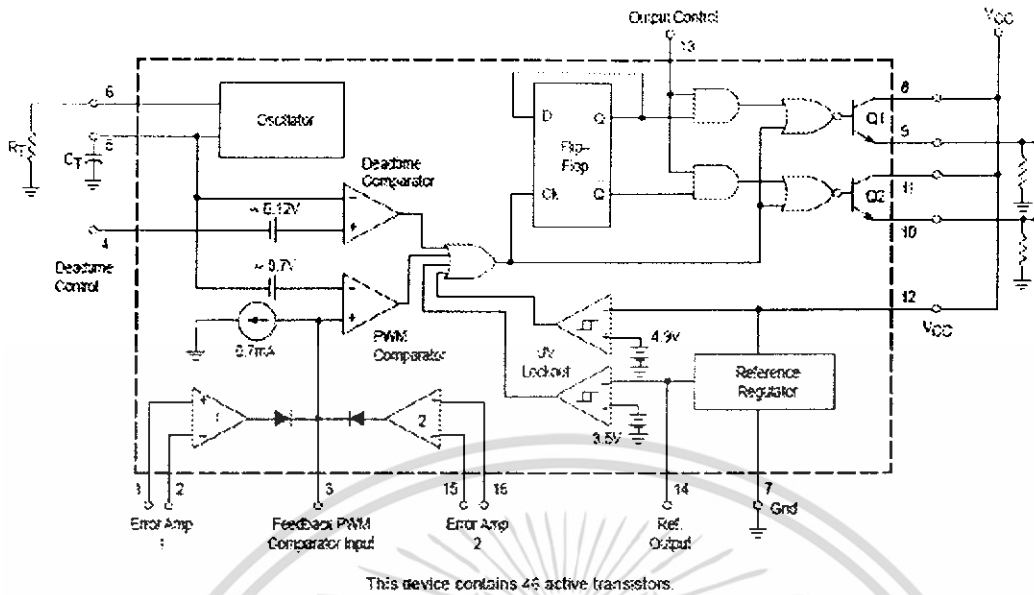 Output Control
VCC
13
6
Oscillator
RT
5
CT
D
Q
Flip-
Flop
Ck
Q
8
Q1
9
11
Q2
10
Deadtime
Comparator
≈ 0.12V
4
Deadtime
Control
≈ 0.7V
PWM
Comparator
0.7mA
UV
Lockout
4.9V
3.5V
12
VCC
Reference
Regulator
1
2
1 2
3
15 16
14
7
Gnd
Error Amp
1
Feedback PWM
Comparator Input
Error Amp
2
Ref.
Output
This device contains 46 active transistors.
+
-
-
+
-
+